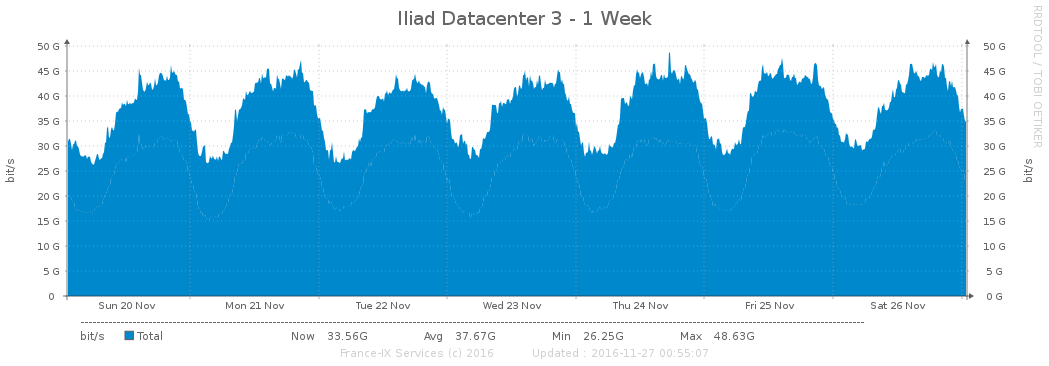 Iliad Datacenter 3 - 1 Week
RRDTOOL / TOBI OETIKER
bit/s
50 G 50 G
45 G 45 G
40 G 40 G
35 G 35 G
30 G 30 G
25 G 25 G
20 G 20 G
15 G 15 G
10 G 10 G
5 G 5 G
0 0 G
bit/s
Sun 20 Nov Mon 21 Nov Tue 22 Nov Wed 23 Nov Thu 24 Nov Fri 25 Nov Sat 26 Nov
bit/s Total Now 33.56G Avg 37.67G Min 26.25G Max 48.63G
France-IX Services (c) 2016 Updated : 2016-11-27 00:55:07